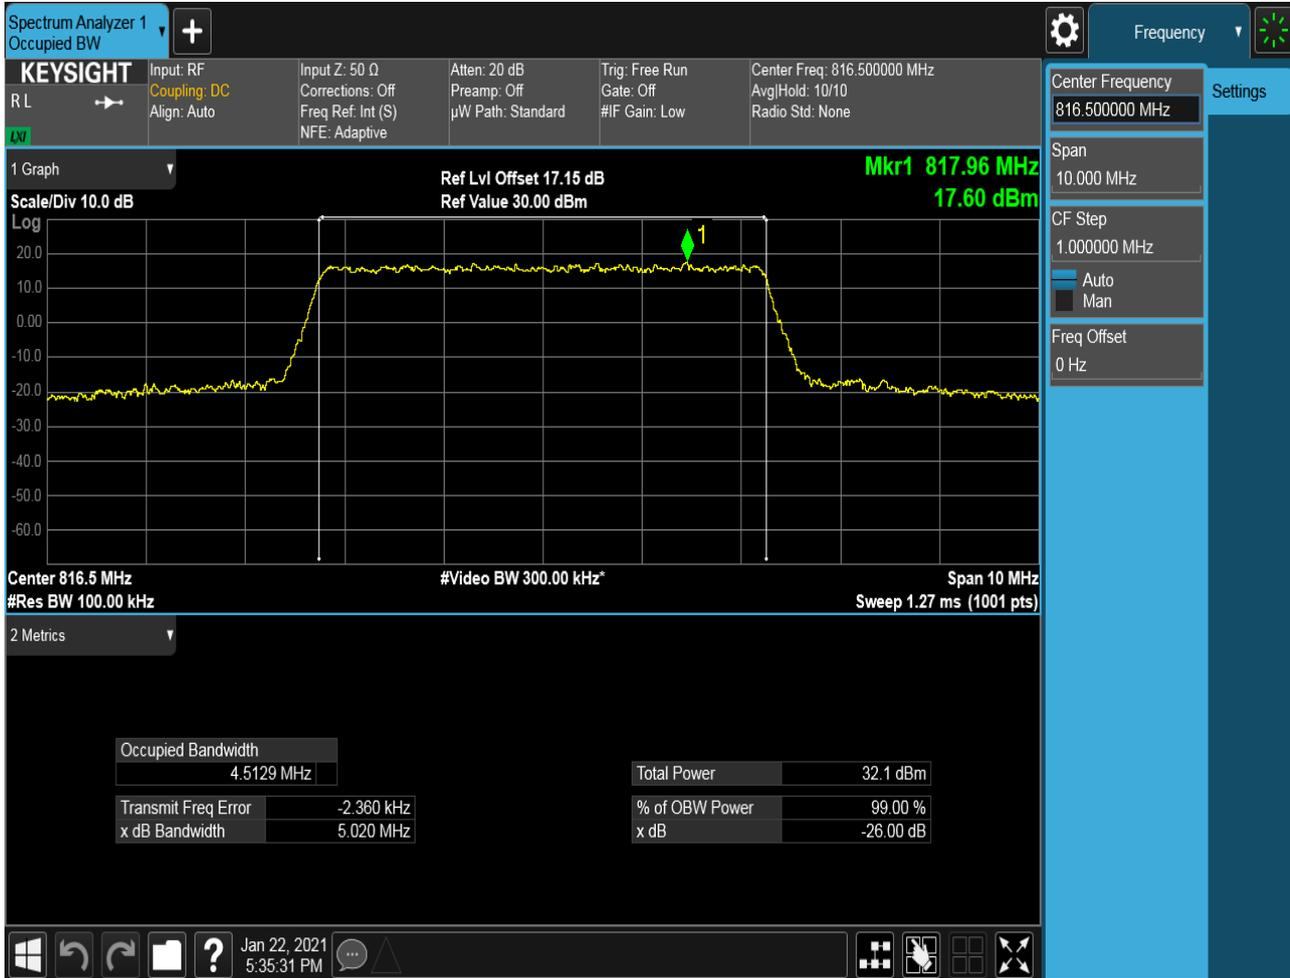 Spectrum Analyzer 1
Occupied BW
Frequency
KEYSIGHT
R L
LXI
Input: RF
Coupling: DC
Align: Auto
Input Z: 50 Ω
Corrections: Off
Freq Ref: Int (S)
NFE: Adaptive
Atten: 20 dB
Preamp: Off
µW Path: Standard
Trig: Free Run
Gate: Off
#IF Gain: Low
Center Freq: 816.500000 MHz
Avg|Hold: 10/10
Radio Std: None
Center Frequency
816.500000 MHz
Settings
Span
10.000 MHz
CF Step
1.000000 MHz
Auto
Man
Freq Offset
0 Hz
1 Graph
Scale/Div 10.0 dB
Ref Lvl Offset 17.15 dB
Ref Value 30.00 dBm
Mkr1 817.96 MHz
17.60 dBm
Log
1
20.0
10.0
0.00
-10.0
-20.0
-30.0
-40.0
-50.0
-60.0
Center 816.5 MHz
#Res BW 100.00 kHz
#Video BW 300.00 kHz*
Span 10 MHz
Sweep 1.27 ms (1001 pts)
2 Metrics
Occupied Bandwidth
4.5129 MHz
Transmit Freq Error -2.360 kHz
x dB Bandwidth 5.020 MHz
Total Power 32.1 dBm
% of OBW Power 99.00 %
x dB -26.00 dB
?
Jan 22, 2021
5:35:31 PM